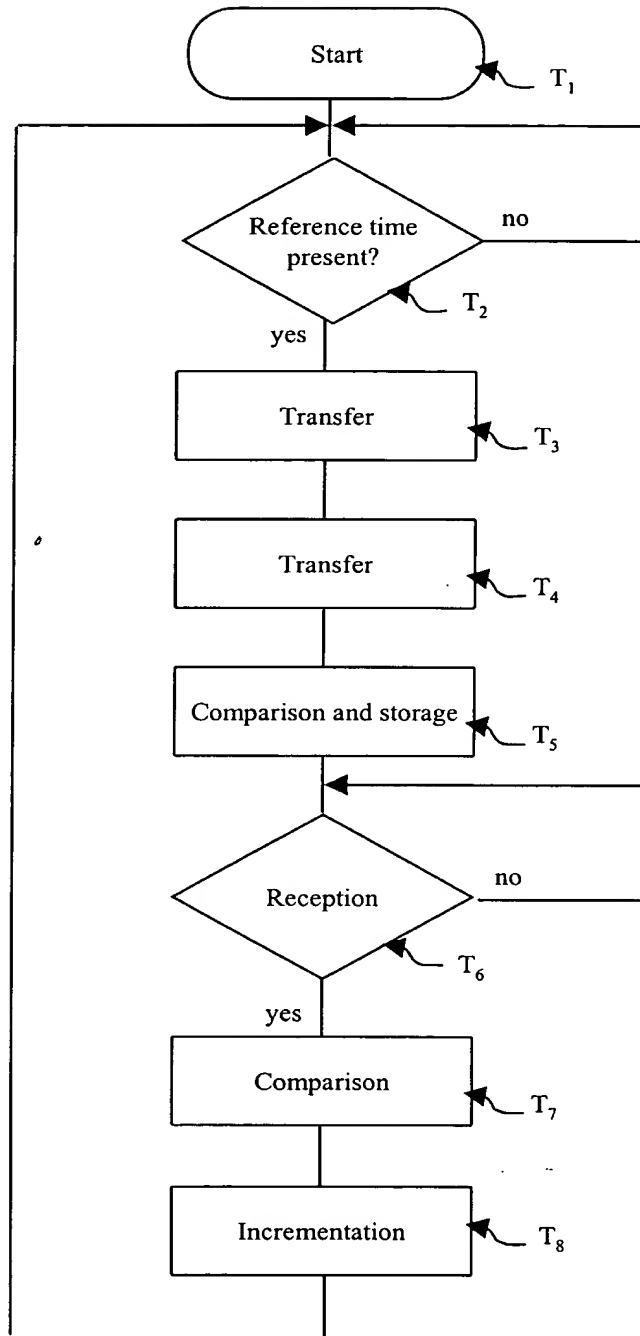 Start
T₁
Reference time
present?
no
T₂
yes
Transfer
T₃
Transfer
T₄
Comparison and storage
T₅
Reception
no
T₆
yes
Comparison
T₇
Incrementation
T₈